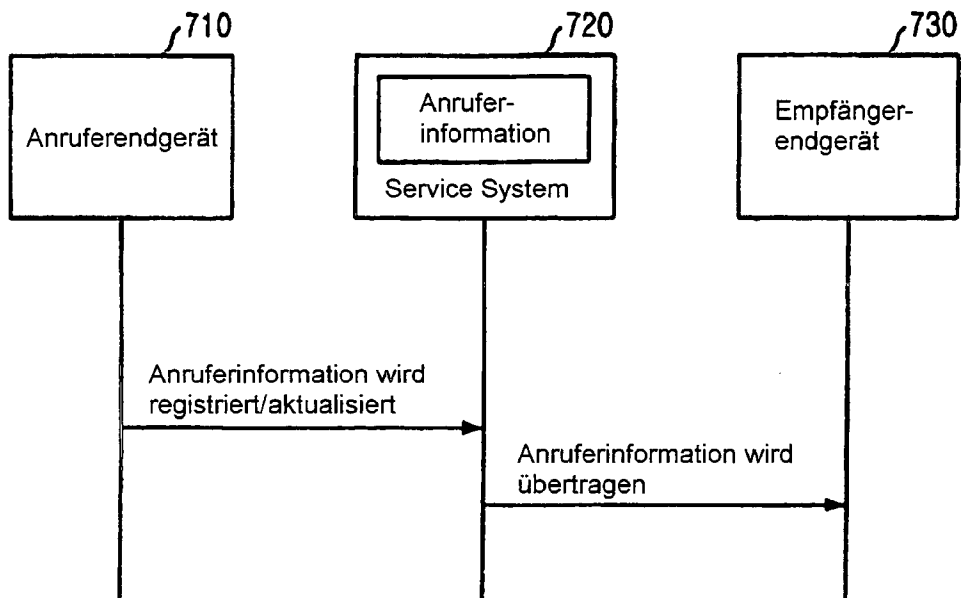 710
720
730
Anruferendgerät
Anrufer-
information
Service System
Empfänger-
endgerät
Anruferinformation wird
registriert/aktualisiert
Anruferinformation wird
übertragen